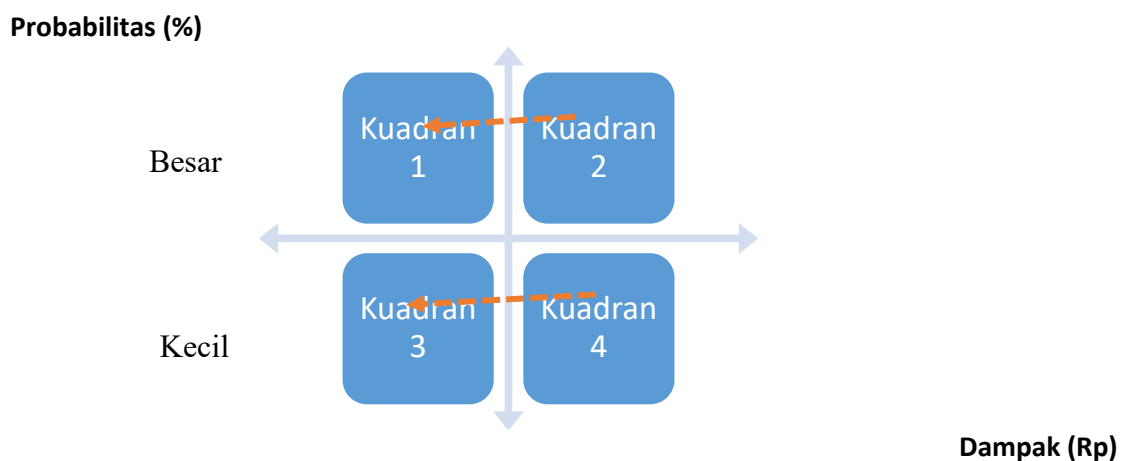 Probabilitas (%)
Besar
Kuadran
1
Kuadran
2
Kecil
Kuadran
3
Kuadran
4
Dampak (Rp)